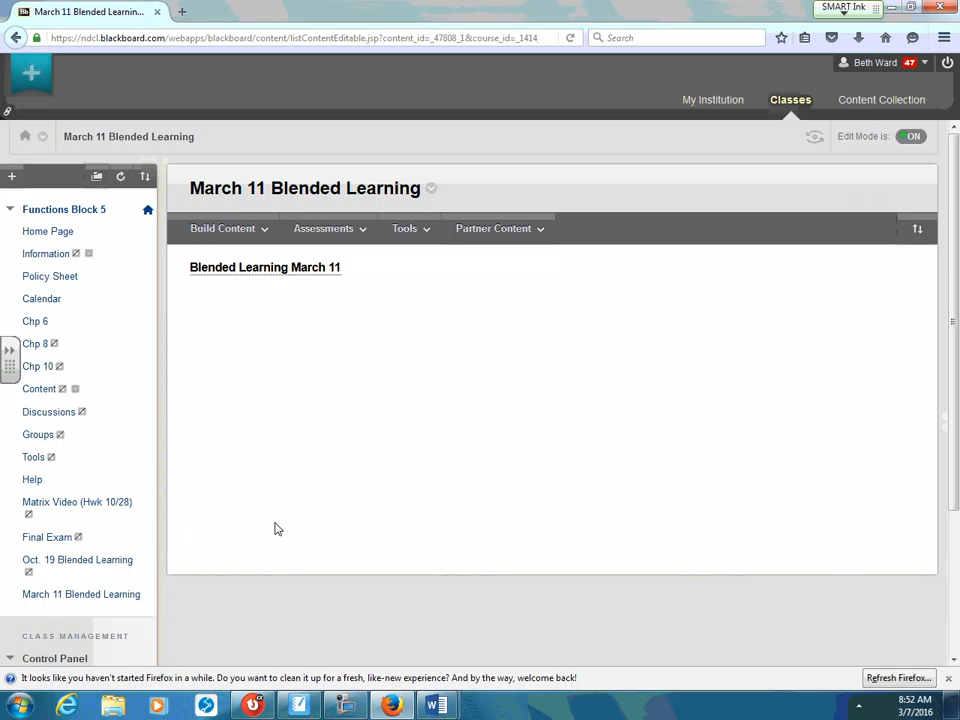 March 11 Blended Learnin...
SMART Ink
https://ndcl.blackboard.com/webapps/blackboard/content/listContentEditable.jsp?content_id=_47808_1&course_id=_1414_
Search
Beth Ward 47
My Institution Classes Content Collection
March 11 Blended Learning
Edit Mode is: ON
March 11 Blended Learning
Build Content Assessments Tools Partner Content
Blended Learning March 11
Functions Block 5
Home Page
Information
Policy Sheet
Calendar
Chp 6
Chp 8
Chp 10
Content
Discussions
Groups
Tools
Help
Matrix Video (Hwk 10/28)
Final Exam
Oct. 19 Blended Learning
March 11 Blended Learning
CLASS MANAGEMENT
Control Panel
It looks like you haven't started Firefox in a while. Do you want to clean it up for a fresh, like-new experience? And by the way, welcome back!
Refresh Firefox...
8:52 AM
3/7/2016